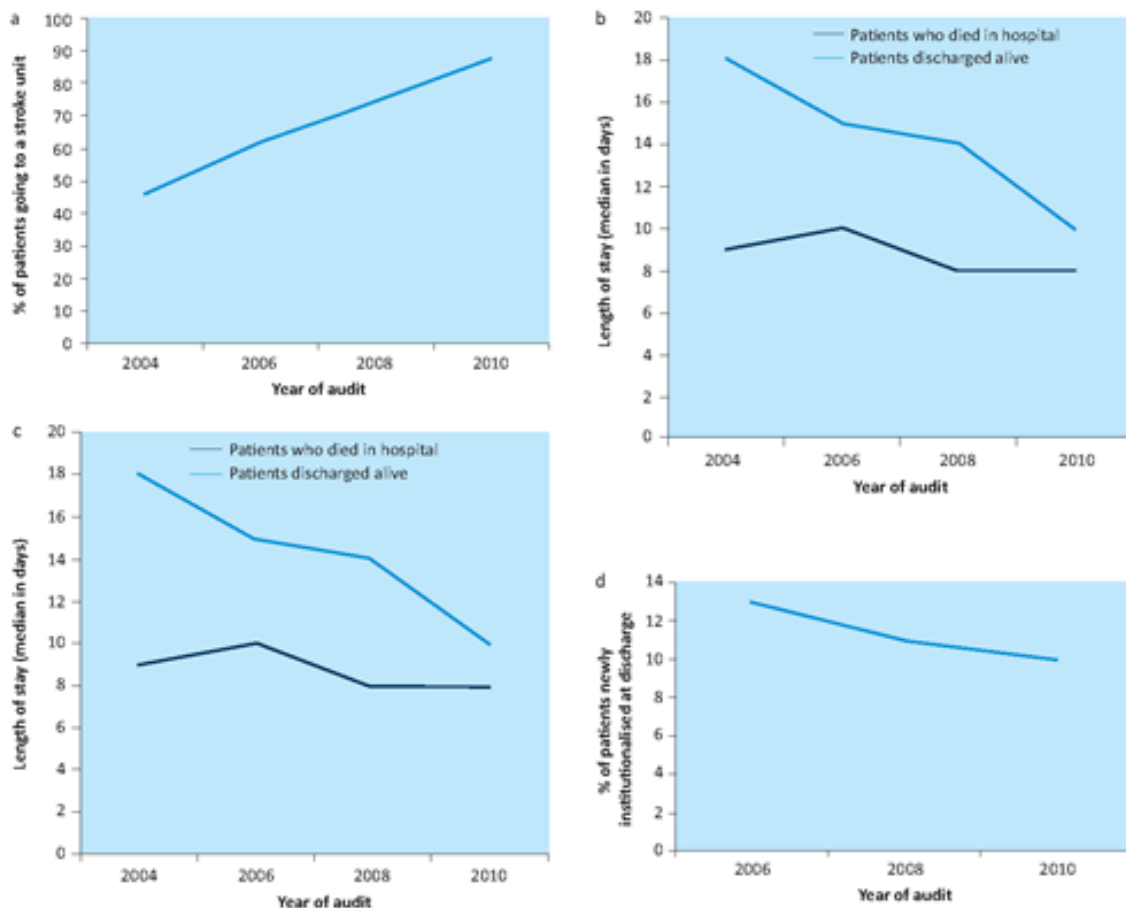 a
100
90
80
70
60
50
40
30
20
10
0
% of patients going to a stroke unit
2004 2006 2008 2010
Year of audit
b
20
18
16
14
12
10
8
6
4
2
0
Length of stay (median in days)
Patients who died in hospital
Patients discharged alive
2004 2006 2008 2010
Year of audit
c
20
18
16
14
12
10
8
6
4
2
0
Length of stay (median in days)
Patients who died in hospital
Patients discharged alive
2004 2006 2008 2010
Year of audit
d
14
12
10
8
6
4
2
0
% of patients newly
institutionalised at discharge
2006 2008 2010
Year of audit